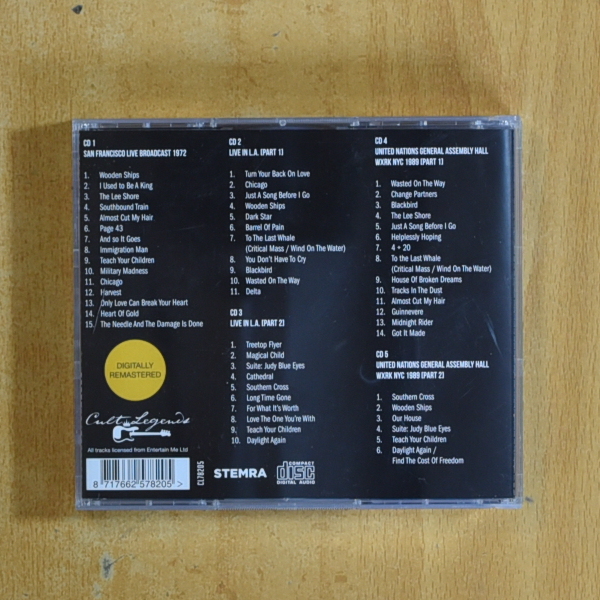 CD 1
SAN FRANCISCO LIVE BROADCAST 1972
1. Wooden Ships
2. I Used to Be A King
3. The Lee Shore
4. Southbound Train
5. Almost Cut My Hair
6. Page 43
7. And so It Goes
8. Immigration Man
9. Teach Your Children
10. Military Madness
11. Chicago
12. Harvest
13. Only Love Can Break Your Heart
14. Heart Of Gold
15. The Needle And The Damage Is Done
DIGITALLY
REMASTERED
Cult Legends
All tracks licensed from Entertain Me Ltd
8 717662 578205 >
CL78205
CD 2
LIVE IN L.A. (PART 1)
1. Turn Your Back On Love
2. Chicago
3. Just A Song Before I Go
4. Wooden Ships
5. Dark Star
6. Barrel Of Pain
7. To The Last Whale
(Critical Mass / Wind On The Water)
8. You Don't Have To Cry
9. Blackbird
10. Wasted On The Way
11. Delta
CD 3
LIVE IN L.A. (PART 2)
1. Treetop Flyer
2. Magical Child
3. Suite: Judy Blue Eyes
4. Cathedral
5. Southern Cross
6. Long Time Gone
7. For What It's Worth
8. Love The One You're With
9. Teach Your Children
10. Daylight Again
STEMRA
COMPACT
disc
DIGITAL AUDIO
CD 4
UNITED NATIONS GENERAL ASSEMBLY HALL
WXRK NYC 1989 (PART 1)
1. Wasted On The Way
2. Change Partners
3. Blackbird
4. The Lee Shore
5. Just A Song Before I Go
6. Helplessly Hoping
7. 4 + 20
8. To the Last Whale
(Critical Mass / Wind On The Water)
9. House Of Broken Dreams
10. Tracks In The Dust
11. Almost Cut My Hair
12. Guinnevere
13. Midnight Rider
14. Got It Made
CD 5
UNITED NATIONS GENERAL ASSEMBLY HALL
WXRK NYC 1989 (PART 2)
1. Southern Cross
2. Wooden Ships
3. Our House
4. Suite: Judy Blue Eyes
5. Teach Your Children
6. Daylight Again /
Find The Cost Of Freedom